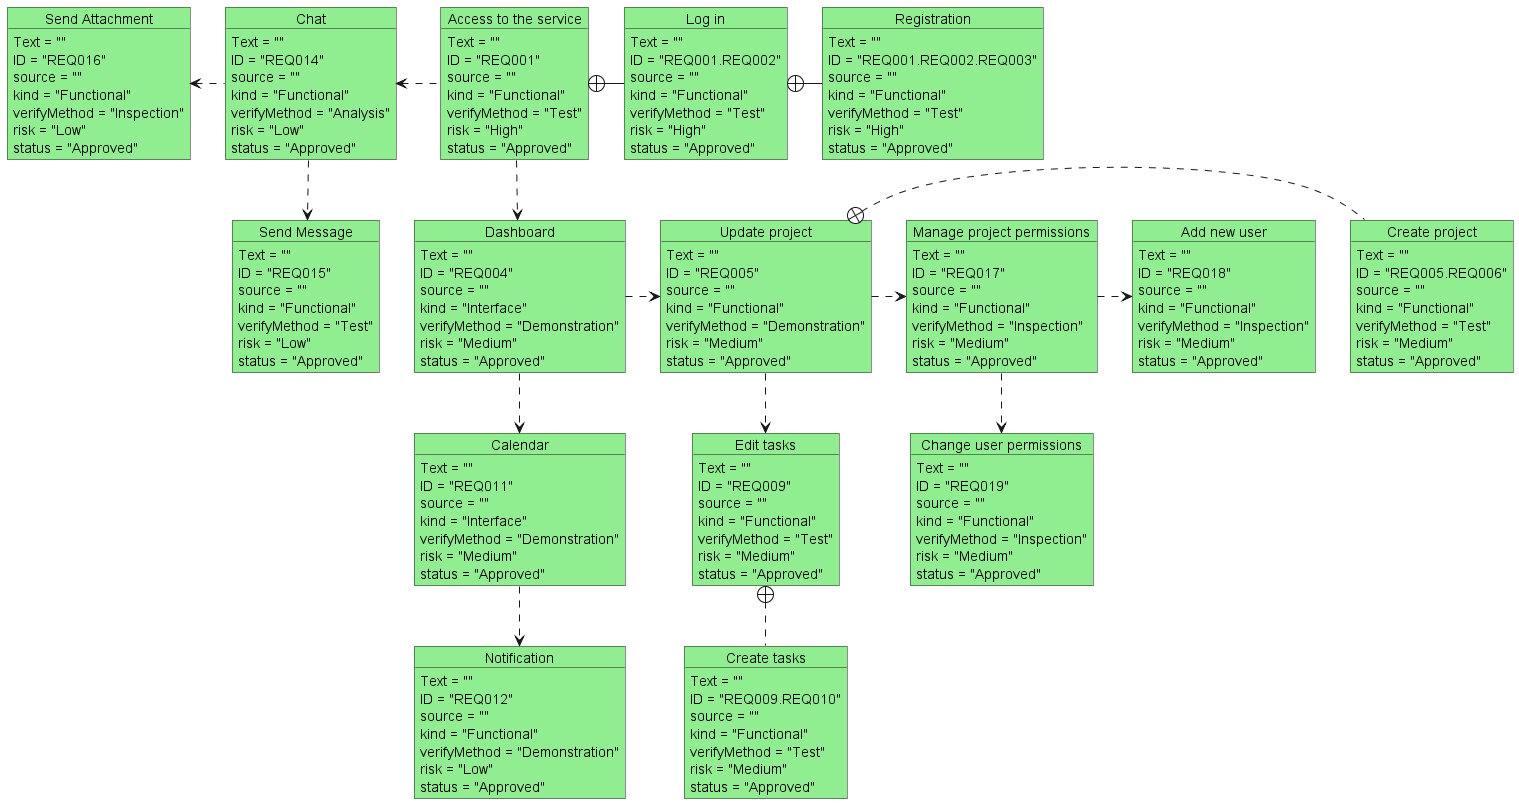 Send Attachment
Text = ""
ID = "REQ016"
source = ""
kind = "Functional"
verifyMethod = "Inspection"
risk = "Low"
status = "Approved"
Chat
Text = ""
ID = "REQ014"
source = ""
kind = "Functional"
verifyMethod = "Analysis"
risk = "Low"
status = "Approved"
Access to the service
Text = ""
ID = "REQ001"
source = ""
kind = "Functional"
verifyMethod = "Test"
risk = "High"
status = "Approved"
Log in
Text = ""
ID = "REQ001.REQ002"
source = ""
kind = "Functional"
verifyMethod = "Test"
risk = "High"
status = "Approved"
Registration
Text = ""
ID = "REQ001.REQ002.REQ003"
source = ""
kind = "Functional"
verifyMethod = "Test"
risk = "High"
status = "Approved"
Send Message
Text = ""
ID = "REQ015"
source = ""
kind = "Functional"
verifyMethod = "Test"
risk = "Low"
status = "Approved"
Dashboard
Text = ""
ID = "REQ004"
source = ""
kind = "Interface"
verifyMethod = "Demonstration"
risk = "Medium"
status = "Approved"
Update project
Text = ""
ID = "REQ005"
source = ""
kind = "Functional"
verifyMethod = "Demonstration"
risk = "Medium"
status = "Approved"
Manage project permissions
Text = ""
ID = "REQ017"
source = ""
kind = "Functional"
verifyMethod = "Inspection"
risk = "Medium"
status = "Approved"
Add new user
Text = ""
ID = "REQ018"
source = ""
kind = "Functional"
verifyMethod = "Inspection"
risk = "Medium"
status = "Approved"
Create project
Text = ""
ID = "REQ005.REQ006"
source = ""
kind = "Functional"
verifyMethod = "Test"
risk = "Medium"
status = "Approved"
Calendar
Text = ""
ID = "REQ011"
source = ""
kind = "Interface"
verifyMethod = "Demonstration"
risk = "Medium"
status = "Approved"
Edit tasks
Text = ""
ID = "REQ009"
source = ""
kind = "Functional"
verifyMethod = "Test"
risk = "Medium"
status = "Approved"
Change user permissions
Text = ""
ID = "REQ019"
source = ""
kind = "Functional"
verifyMethod = "Inspection"
risk = "Medium"
status = "Approved"
Notification
Text = ""
ID = "REQ012"
source = ""
kind = "Functional"
verifyMethod = "Demonstration"
risk = "Low"
status = "Approved"
Create tasks
Text = ""
ID = "REQ009.REQ010"
source = ""
kind = "Functional"
verifyMethod = "Test"
risk = "Medium"
status = "Approved"